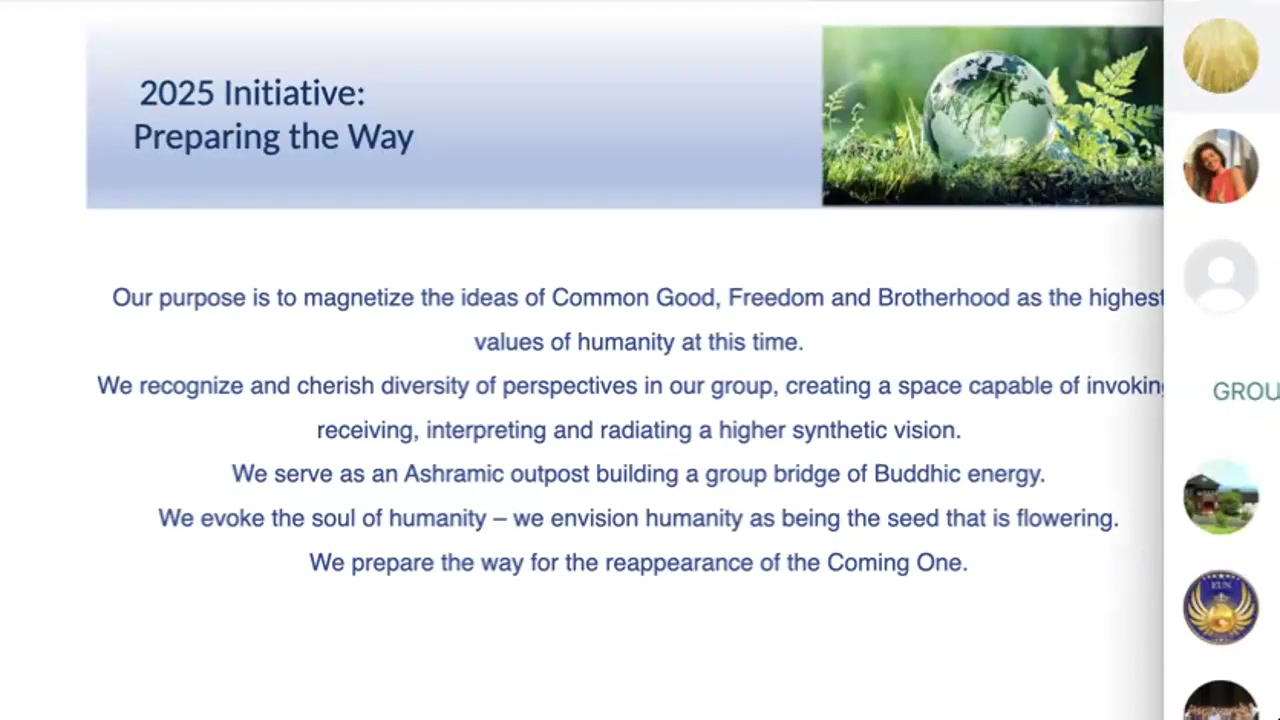 2025 Initiative:
Preparing the Way
Our purpose is to magnetize the ideas of Common Good, Freedom and Brotherhood as the highest
values of humanity at this time.
We recognize and cherish diversity of perspectives in our group, creating a space capable of invoking
receiving, interpreting and radiating a higher synthetic vision.
We serve as an Ashramic outpost building a group bridge of Buddhic energy.
We evoke the soul of humanity – we envision humanity as being the seed that is flowering.
We prepare the way for the reappearance of the Coming One.
GROU
EUN